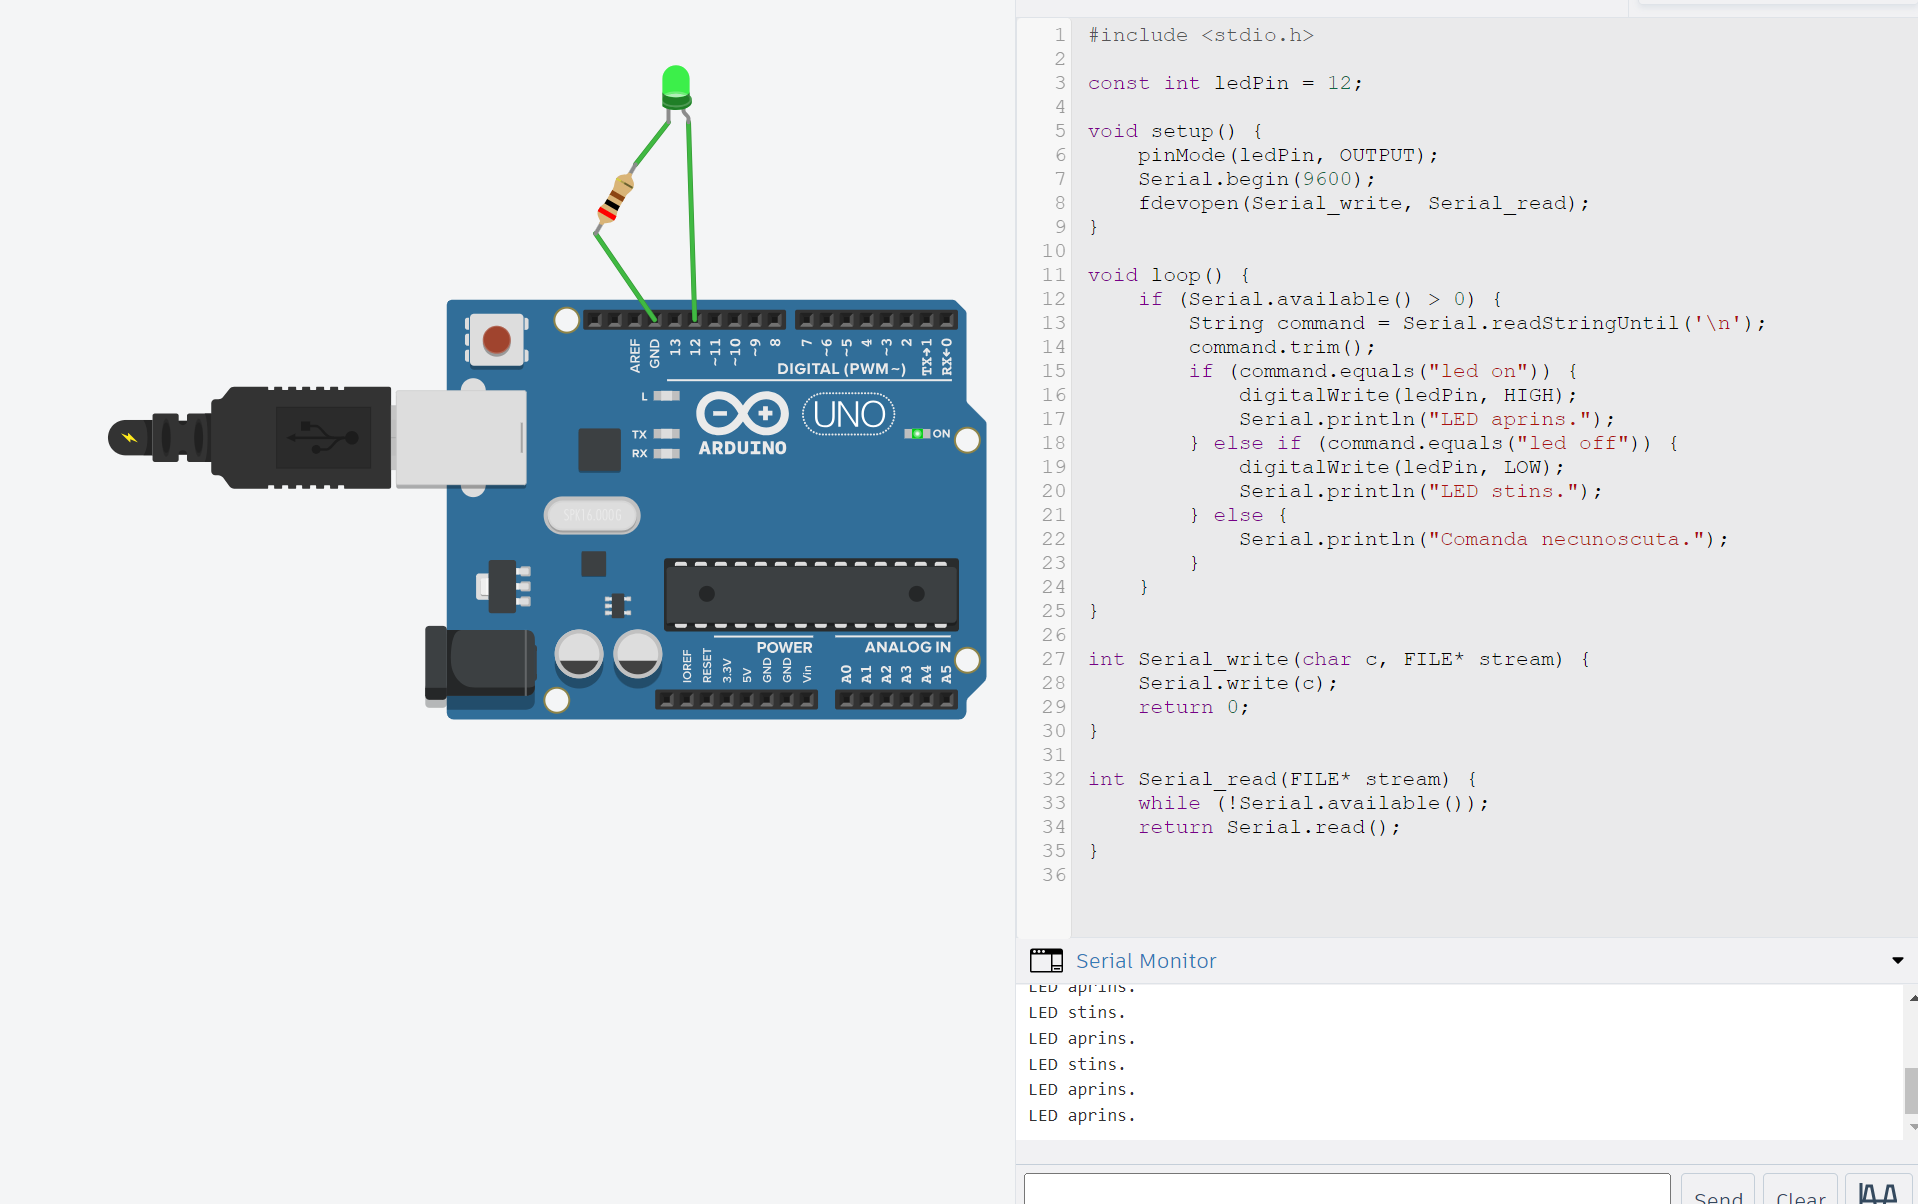 AREF
GND
13
12
~11
~10
~9
8
7
~6
~5
4
~3
2
TX→1
RX←0
DIGITAL (PWM~)
L
TX
RX
ARDUINO
UNO
ON
SPK16.000G
POWER
ANALOG IN
IOREF
RESET
3.3V
5V
GND
GND
Vin
A0
A1
A2
A3
A4
A5
1 #include <stdio.h>
2
3 const int ledPin = 12;
4
5 void setup() {
6     pinMode(ledPin, OUTPUT);
7     Serial.begin(9600);
8     fdevopen(Serial_write, Serial_read);
9 }
10
11 void loop() {
12     if (Serial.available() > 0) {
13         String command = Serial.readStringUntil('\n');
14         command.trim();
15         if (command.equals("led on")) {
16             digitalWrite(ledPin, HIGH);
17             Serial.println("LED aprins.");
18         } else if (command.equals("led off")) {
19             digitalWrite(ledPin, LOW);
20             Serial.println("LED stins.");
21         } else {
22             Serial.println("Comanda necunoscuta.");
23         }
24     }
25 }
26
27 int Serial_write(char c, FILE* stream) {
28     Serial.write(c);
29     return 0;
30 }
31
32 int Serial_read(FILE* stream) {
33     while (!Serial.available());
34     return Serial.read();
35 }
36
Serial Monitor
LED aprins.
LED stins.
LED aprins.
LED stins.
LED aprins.
LED aprins.
Send
Clear